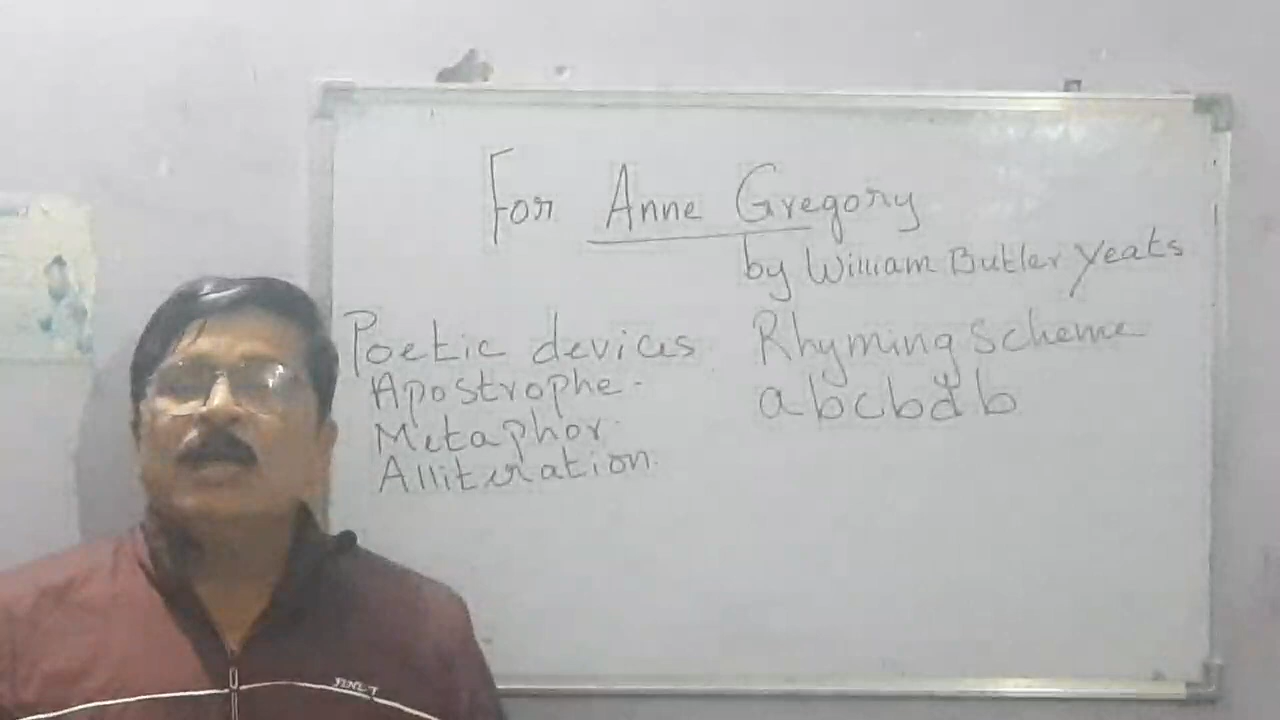 For Anne Gregory
by William Butler Yeats
Poetic devices
Apostrophe.
Metaphor.
Alliteration.
Rhyming Scheme
abcbdb